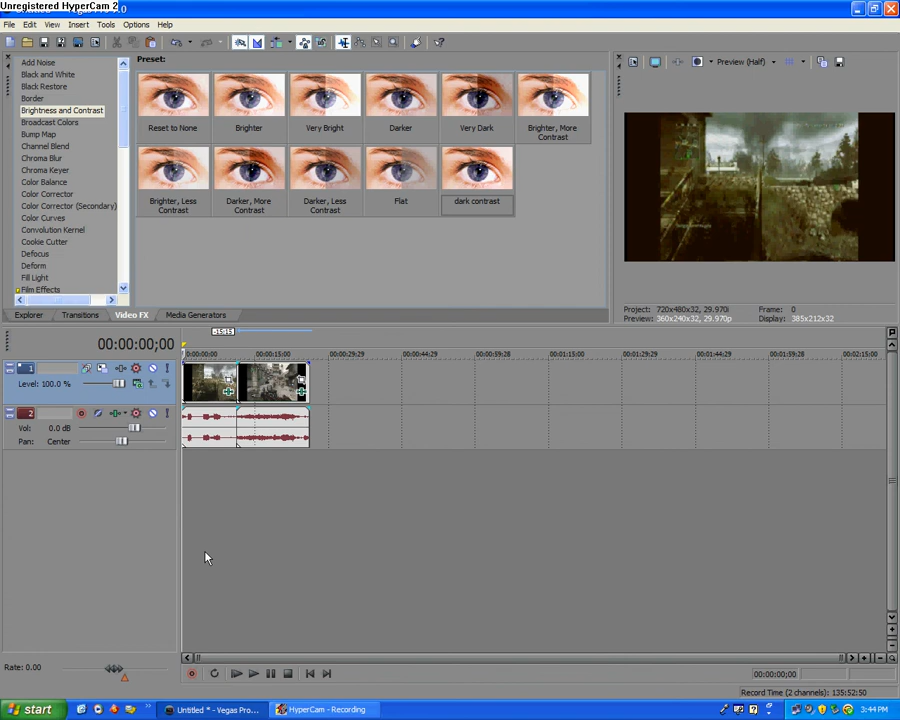 Unregistered HyperCam 2
File Edit View Insert Tools Options Help
Add Noise
Black and White
Black Restore
Border
Brightness and Contrast
Broadcast Colors
Bump Map
Channel Blend
Chroma Blur
Chroma Keyer
Color Balance
Color Corrector
Color Corrector (Secondary)
Color Curves
Convolution Kernel
Cookie Cutter
Defocus
Deform
Fill Light
Film Effects
Preset:
Reset to None
Brighter
Very Bright
Darker
Very Dark
Brighter, More Contrast
Brighter, Less Contrast
Darker, More Contrast
Darker, Less Contrast
Flat
dark contrast
Preview (Half)
Project: 720x480x32, 29.970i
Preview: 360x240x32, 29.970p
Frame: 0
Display: 385x212x32
Explorer Transitions Video FX Media Generators
-15:15
00:00:00;00
0:00:00;00 00:00:15;00 00:00:29;29 00:00:44;29 00:00:59;28 00:01:15;00 00:01:29;29 00:01:44;29 00:01:59;28 00:02:15;00
1
Level: 100.0 %
2
Vol: 0.0 dB
Pan: Center
Rate: 0.00
00:00:00;00
Record Time (2 channels): 135:52:50
start
Untitled * - Vegas Pro...
HyperCam - Recording
3:44 PM